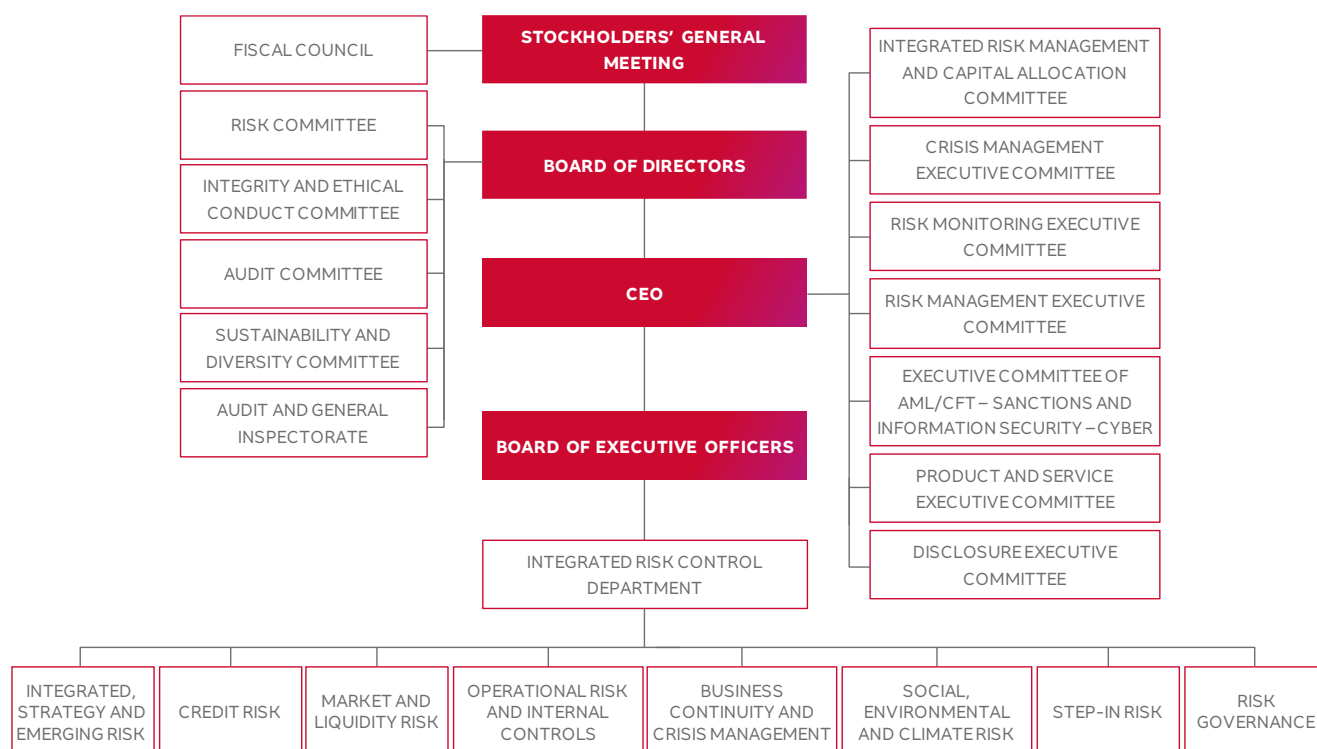 FISCAL COUNCIL
STOCKHOLDERS' GENERAL
MEETING
INTEGRATED RISK MANAGEMENT
AND CAPITAL ALLOCATION
COMMITTEE
RISK COMMITTEE
BOARD OF DIRECTORS
CRISIS MANAGEMENT
EXECUTIVE COMMITTEE
INTEGRITY AND ETHICAL
CONDUCT COMMITTEE
RISK MONITORING EXECUTIVE
COMMITTEE
AUDIT COMMITTEE
CEO
RISK MANAGEMENT EXECUTIVE
COMMITTEE
SUSTAINABILITY AND
DIVERSITY COMMITTEE
EXECUTIVE COMMITTEE OF
AML/CFT – SANCTIONS AND
INFORMATION SECURITY – CYBER
AUDIT AND GENERAL
INSPECTORATE
BOARD OF EXECUTIVE OFFICERS
PRODUCT AND SERVICE
EXECUTIVE COMMITTEE
DISCLOSURE EXECUTIVE
COMMITTEE
INTEGRATED RISK CONTROL
DEPARTMENT
INTEGRATED,
STRATEGY AND
EMERGING RISK
CREDIT RISK
MARKET AND
LIQUIDITY RISK
OPERATIONAL RISK
AND INTERNAL
CONTROLS
BUSINESS
CONTINUITY AND
CRISIS MANAGEMENT
SOCIAL,
ENVIRONMENTAL
AND CLIMATE RISK
STEP-IN RISK
RISK
GOVERNANCE